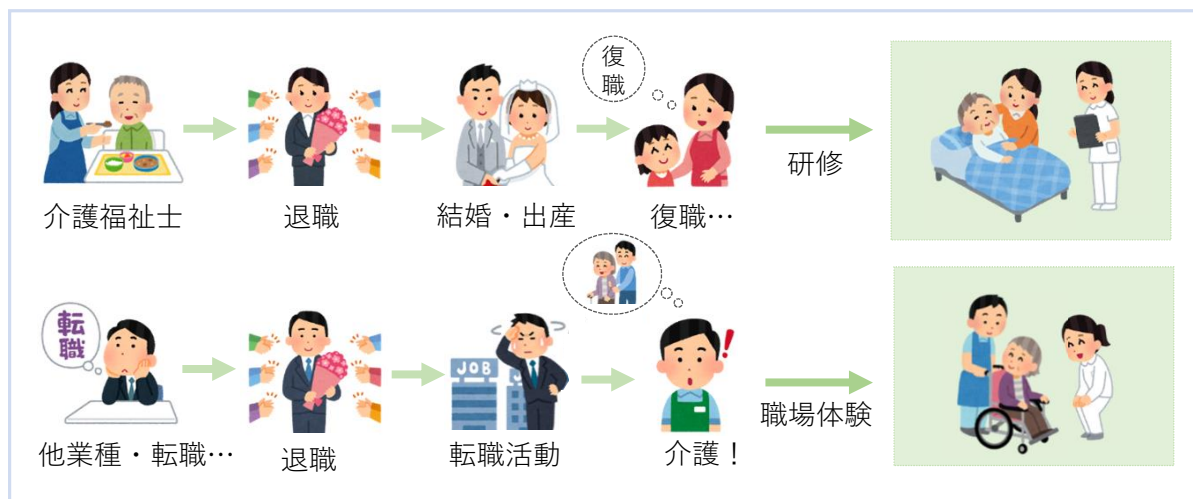 復
職
研修
介護福祉士
退職
結婚・出産
復職…
転職
JOB
職場体験
他業種・転職…
退職
転職活動
介護！